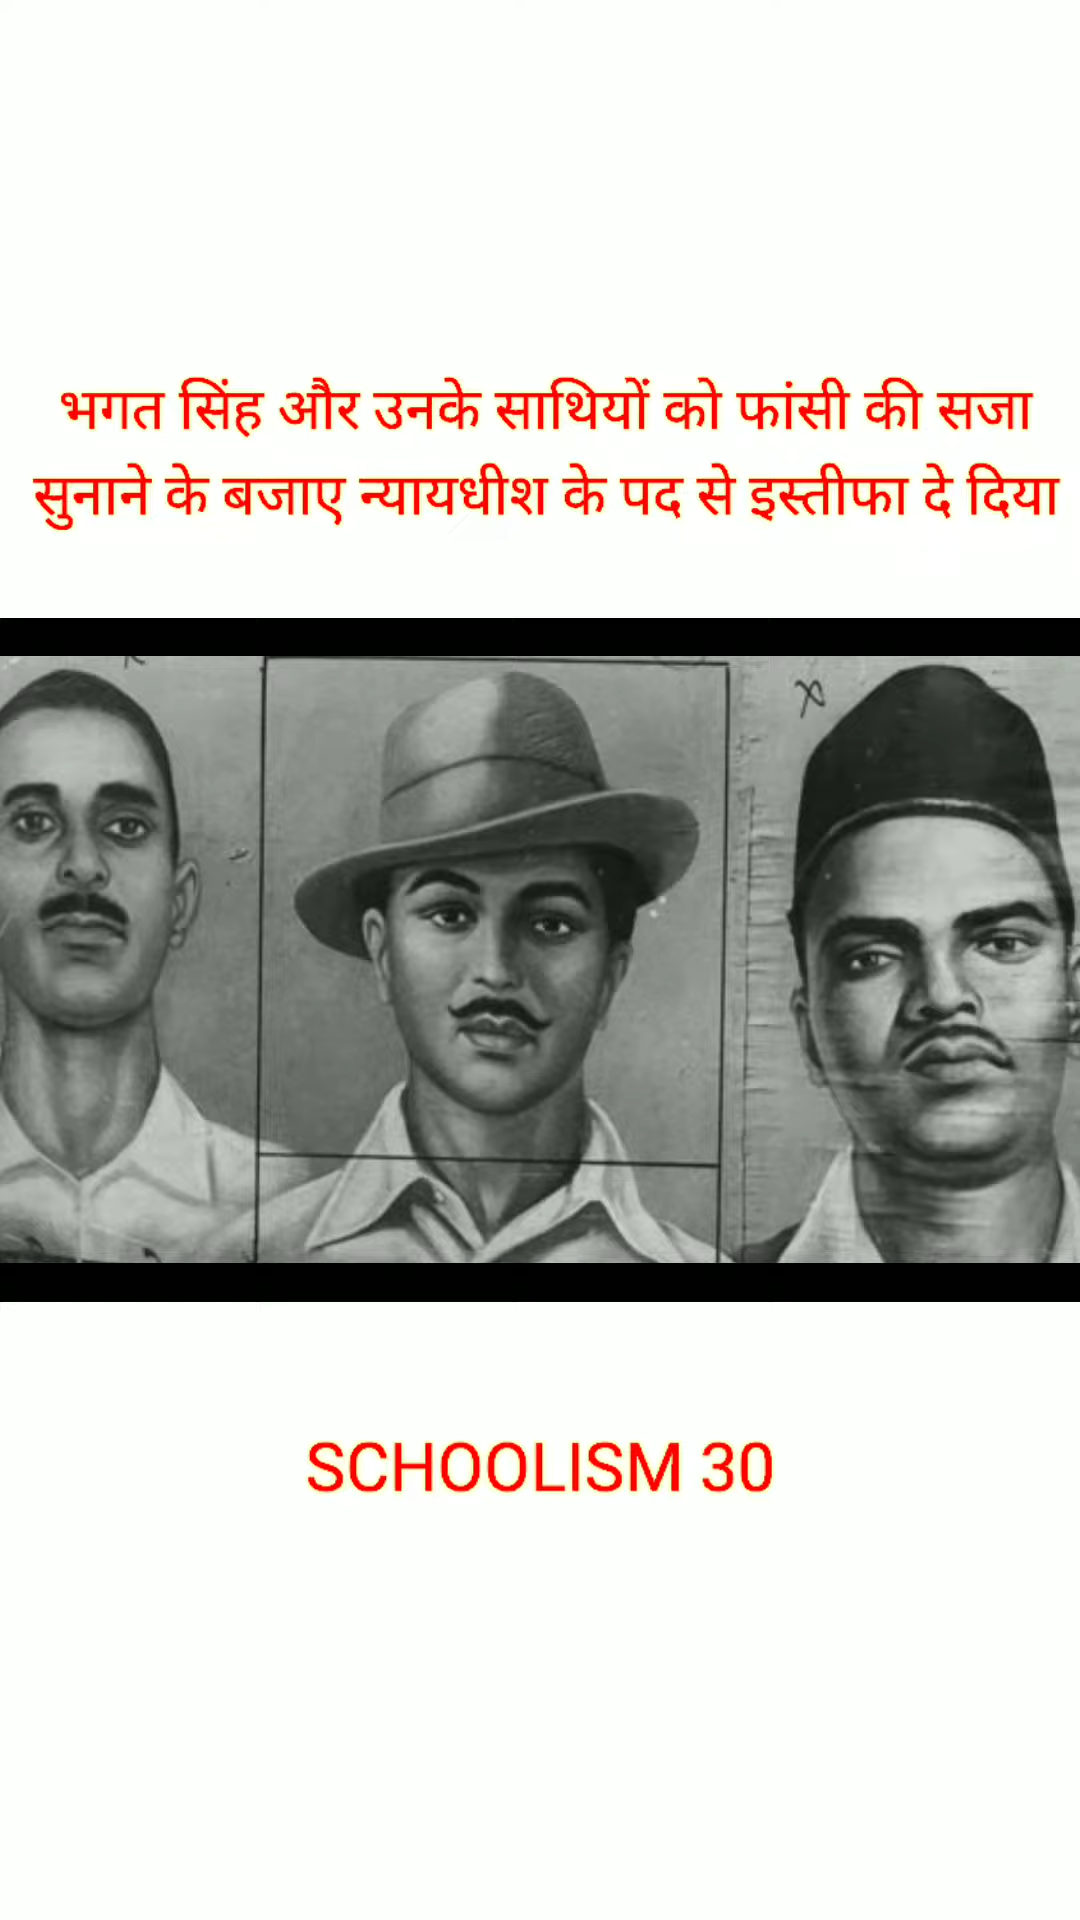 भगत सिंह और उनके साथियों को फांसी की सजा
सुनाने के बजाए न्यायधीश के पद से इस्तीफा दे दिया
SCHOOLISM 30